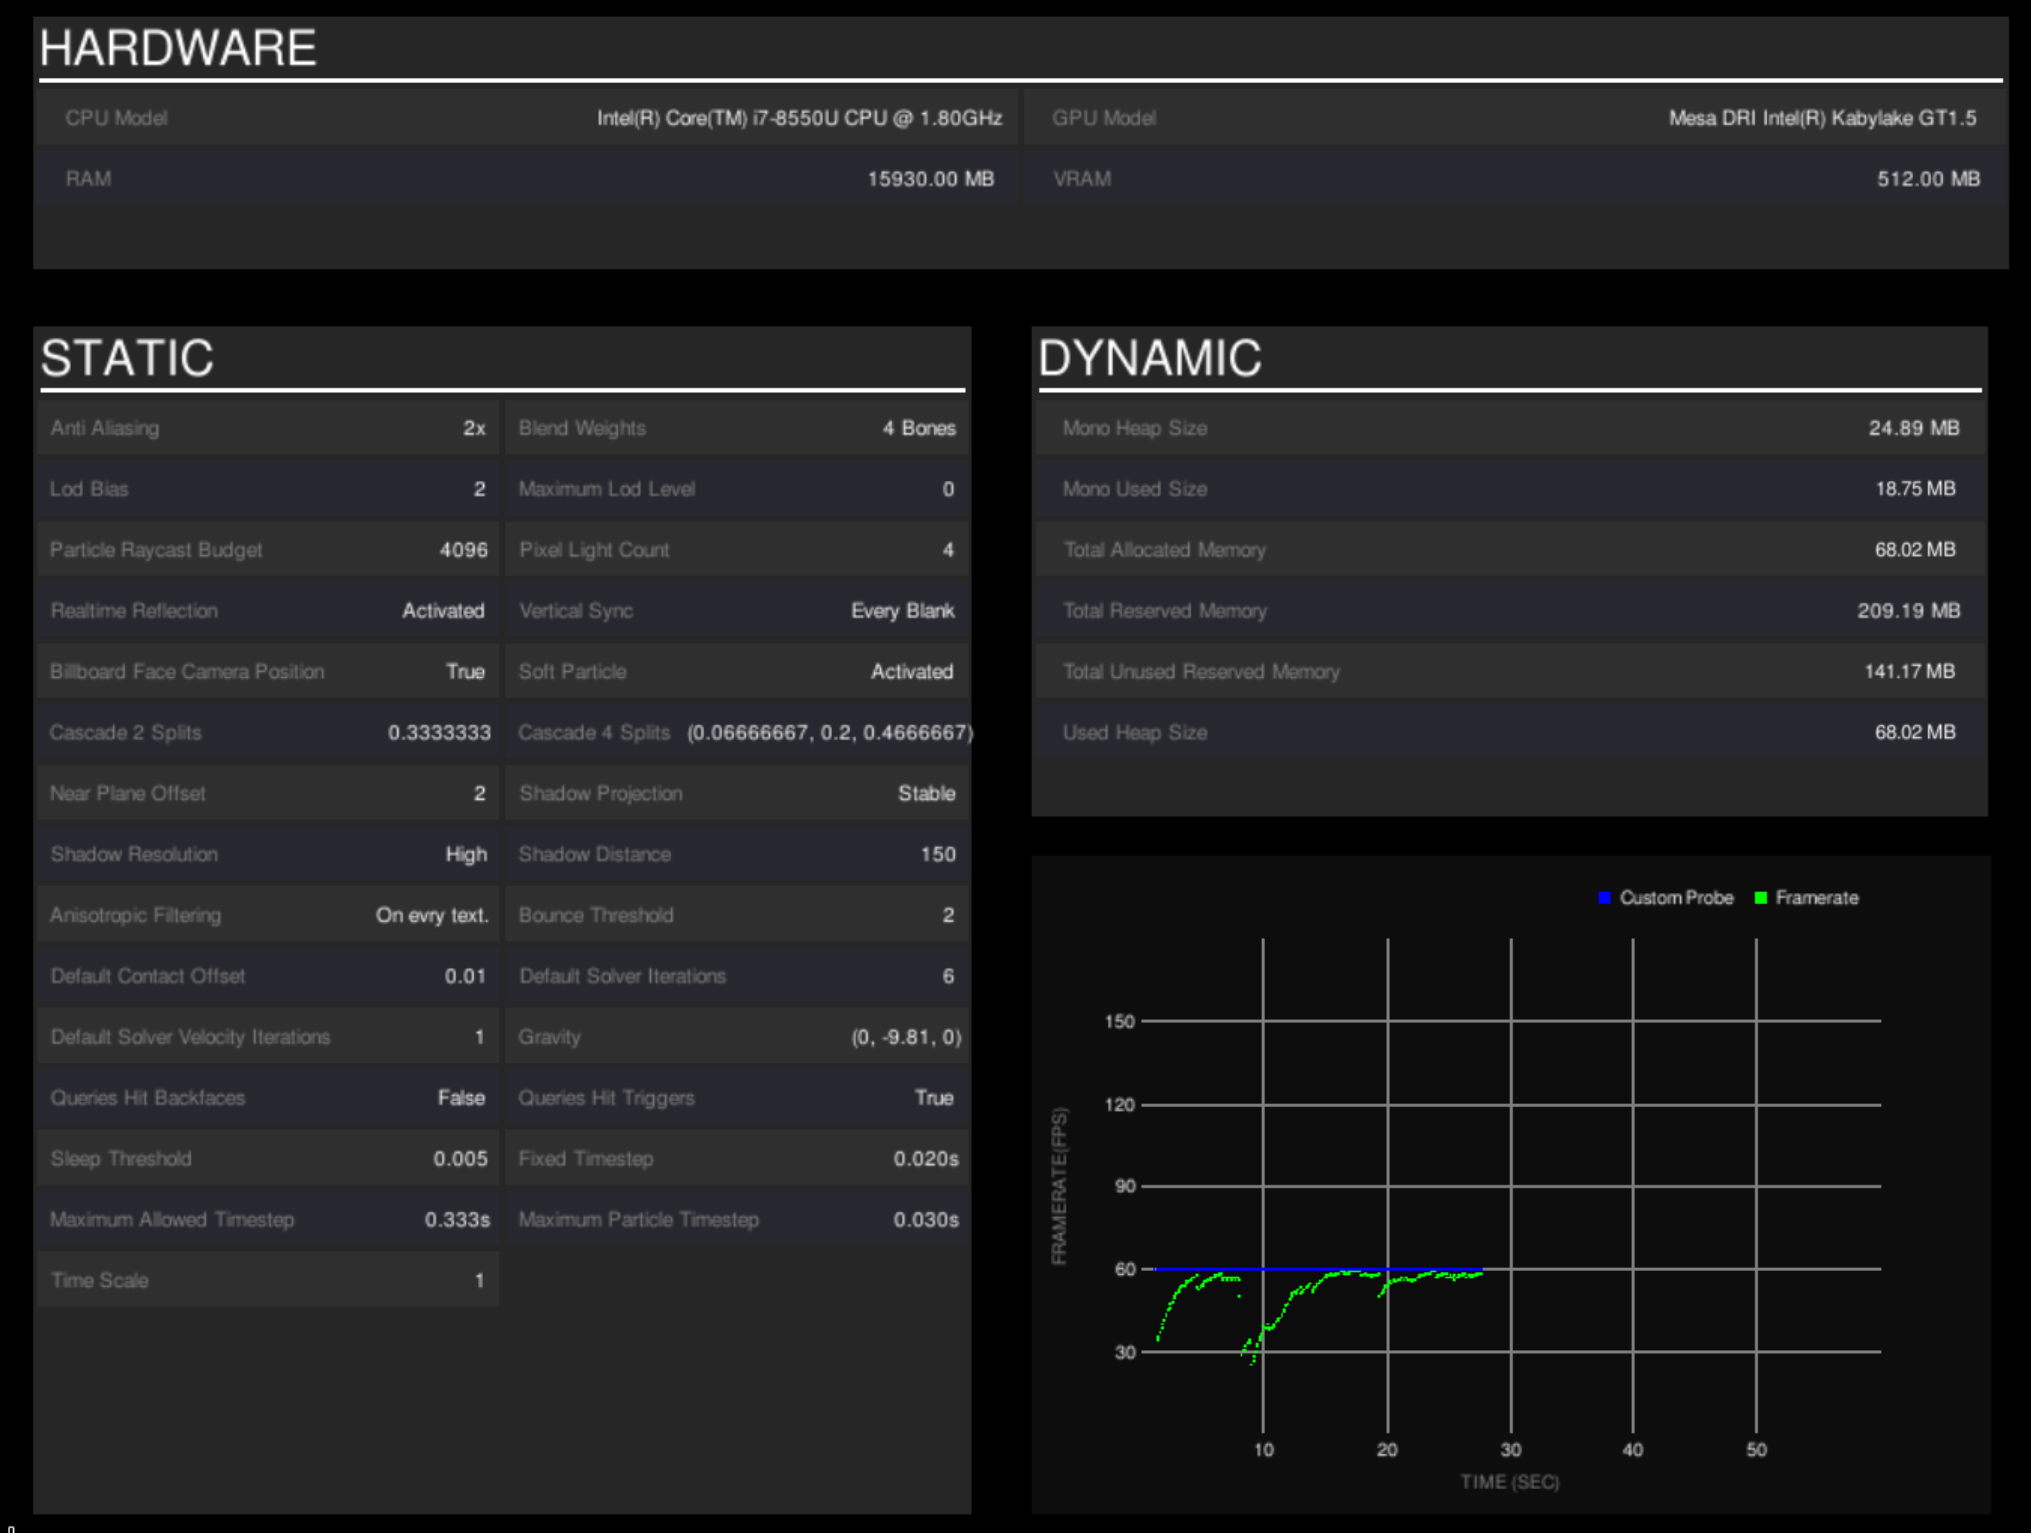 HARDWARE
CPU Model Intel(R) Core(TM) i7-8550U CPU @ 1.80GHz GPU Model Mesa DRI Intel(R) Kabylake GT1.5
RAM 15930.00 MB VRAM 512.00 MB
STATIC
Anti Aliasing 2x Blend Weights 4 Bones
Lod Bias 2 Maximum Lod Level 0
Particle Raycast Budget 4096 Pixel Light Count 4
Realtime Reflection Activated Vertical Sync Every Blank
Billboard Face Camera Position True Soft Particle Activated
Cascade 2 Splits 0.3333333 Cascade 4 Splits (0.06666667, 0.2, 0.4666667)
Near Plane Offset 2 Shadow Projection Stable
Shadow Resolution High Shadow Distance 150
Anisotropic Filtering On evry text. Bounce Threshold 2
Default Contact Offset 0.01 Default Solver Iterations 6
Default Solver Velocity Iterations 1 Gravity (0, -9.81, 0)
Queries Hit Backfaces False Queries Hit Triggers True
Sleep Threshold 0.005 Fixed Timestep 0.020s
Maximum Allowed Timestep 0.333s Maximum Particle Timestep 0.030s
Time Scale 1
DYNAMIC
Mono Heap Size 24.89 MB
Mono Used Size 18.75 MB
Total Allocated Memory 68.02 MB
Total Reserved Memory 209.19 MB
Total Unused Reserved Memory 141.17 MB
Used Heap Size 68.02 MB
Custom Probe Framerate
150
120
90
60
30
FRAMERATE(FPS)
10 20 30 40 50
TIME (SEC)